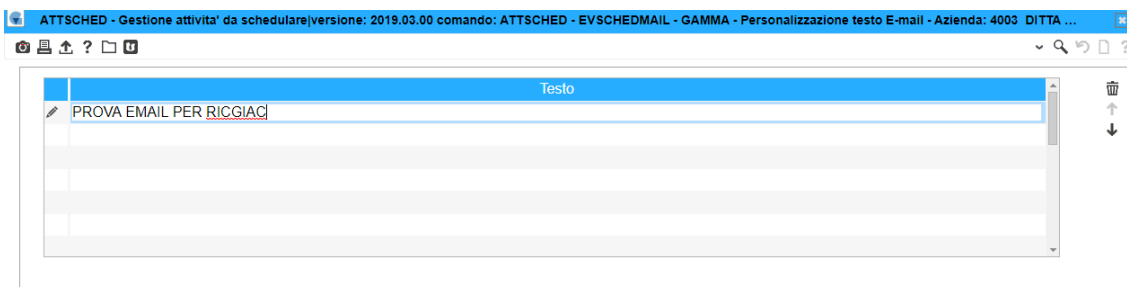 ATTSCHED - Gestione attivita' da schedulare|versione: 2019.03.00 comando: ATTSCHED - EVSCHEDMAIL - GAMMA - Personalizzazione testo E-mail - Azienda: 4003 DITTA ...
Testo
PROVA EMAIL PER RICGIAC